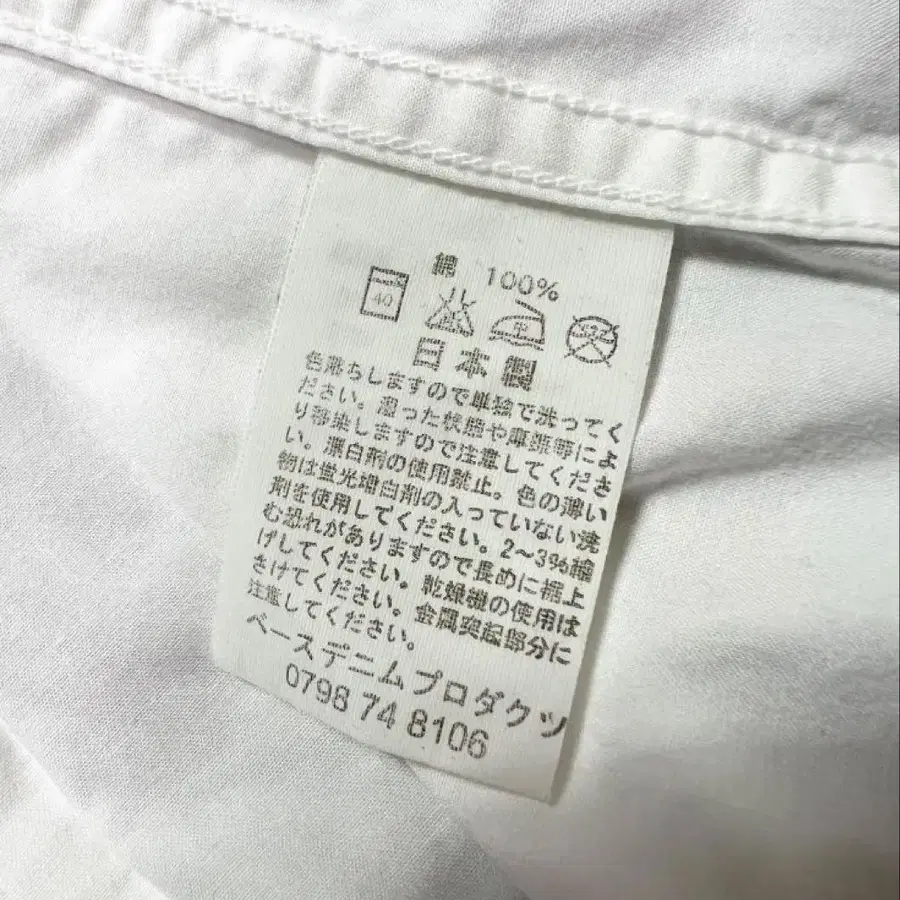 綿 100%
40
中
日本製
色落ちしますので単独で洗ってく
ださい。湿った状態や摩擦等によ
り移染しますので注意してくださ
い。漂白剤の使用禁止。色の薄い
物は蛍光増白剤の入っていない洗
剤を使用してください。2~3%縮
む恐れがありますので長めに裾上
げしてください。乾燥機の使用は
さけてください。金属突起部分に
注意してください。
ベースデニムプロダクツ
0798 74 8106